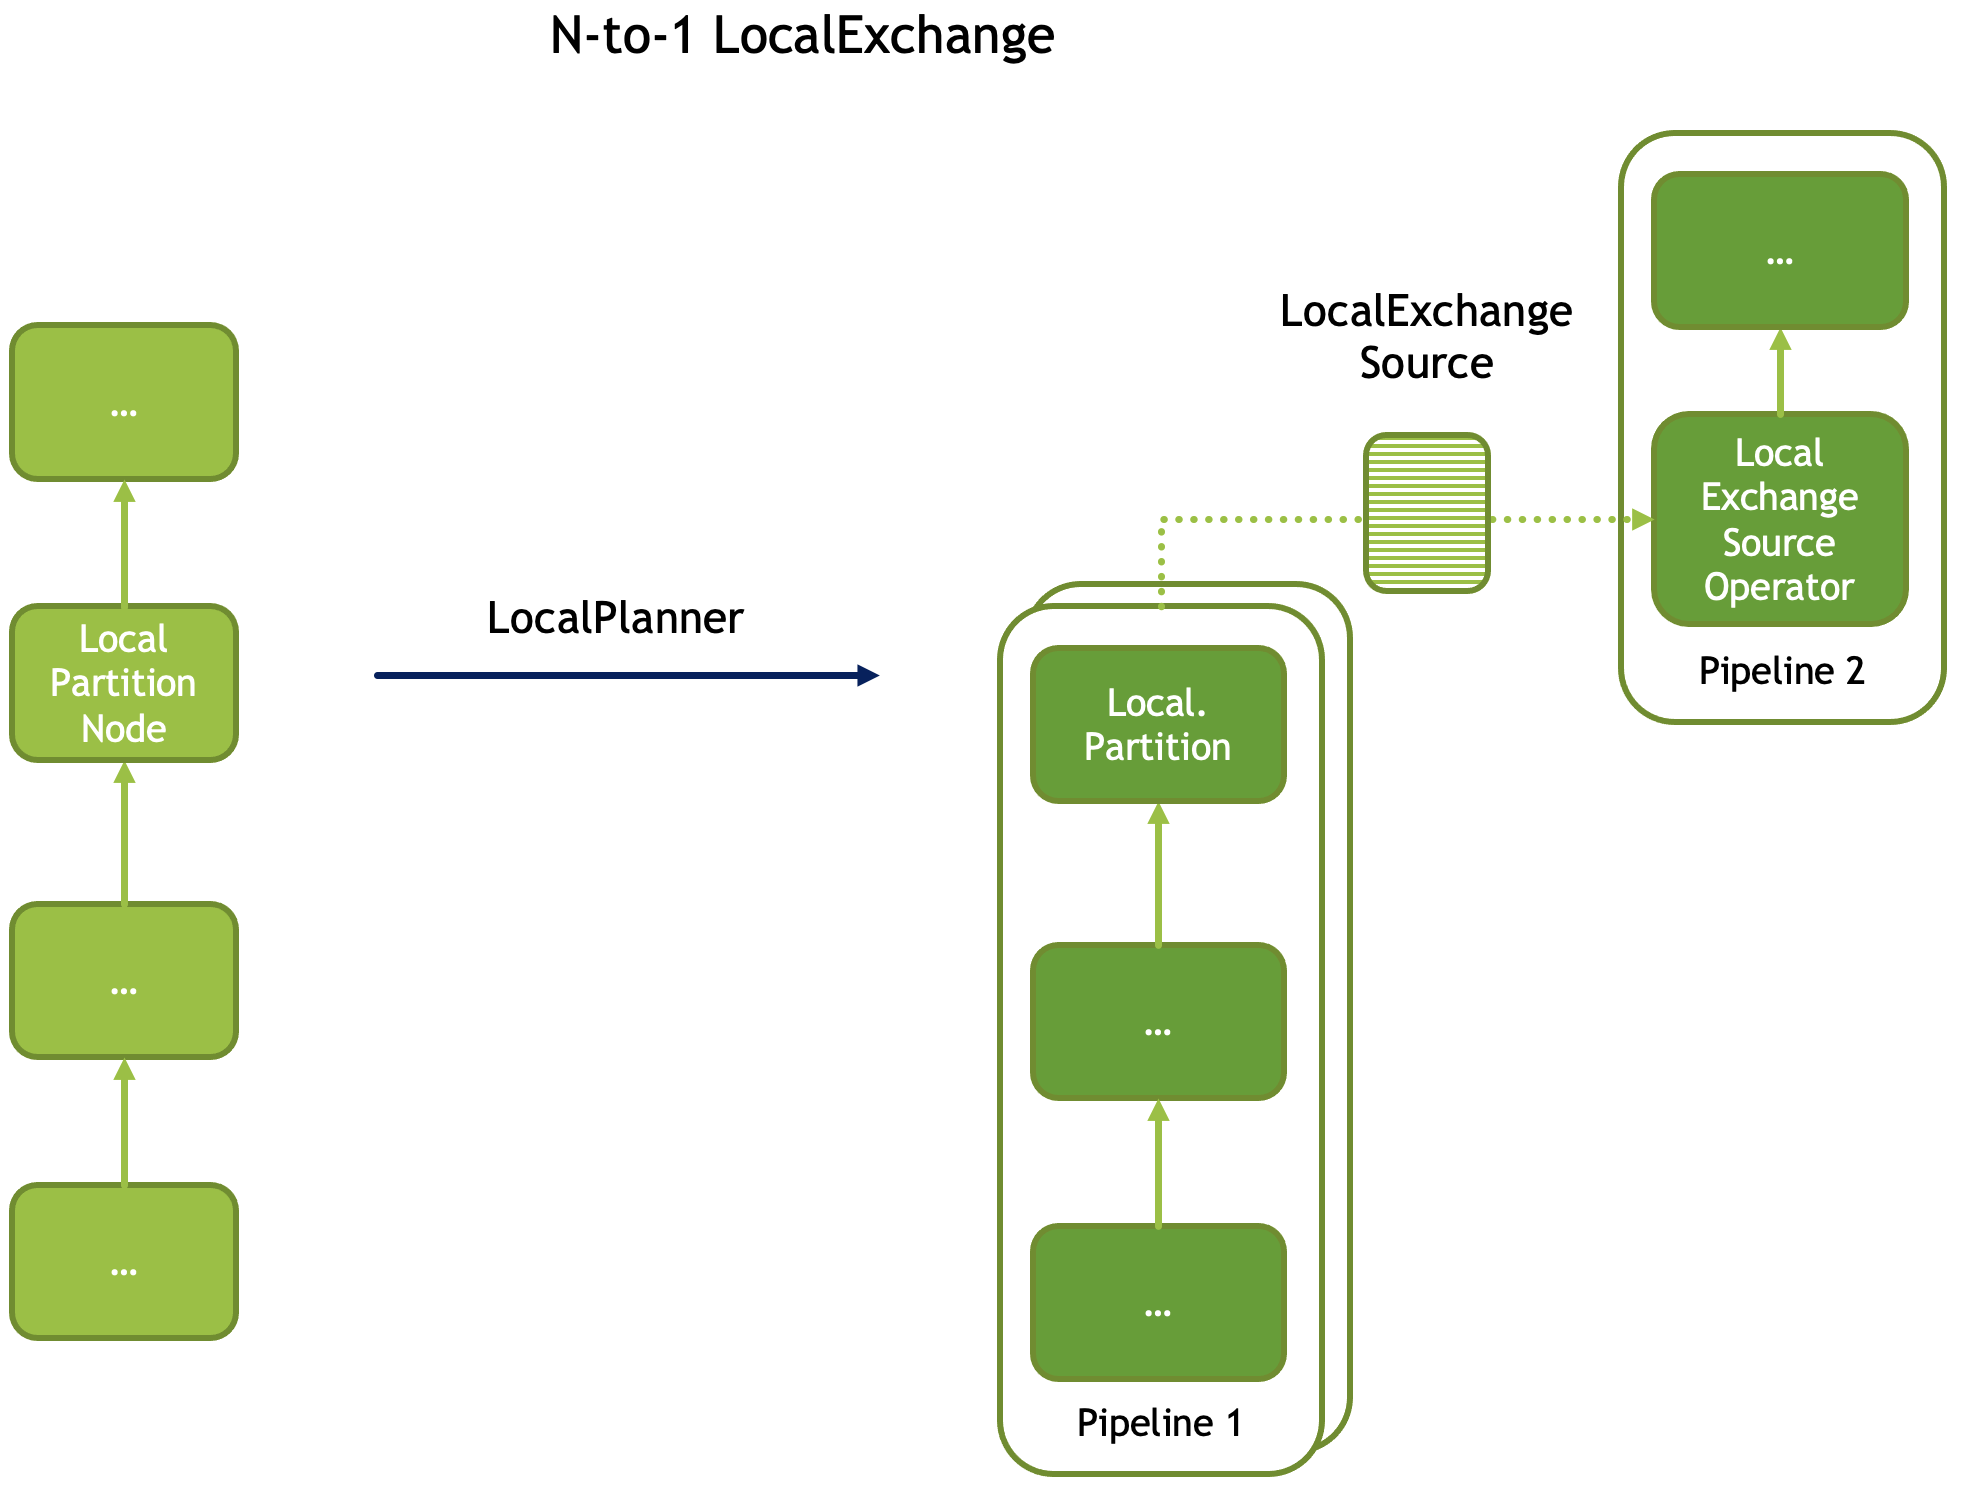 N-to-1 LocalExchange
...
Local
Partition
Node
...
...
LocalPlanner
Local.
Partition
...
...
Pipeline 1
LocalExchange
Source
...
Local
Exchange
Source
Operator
Pipeline 2